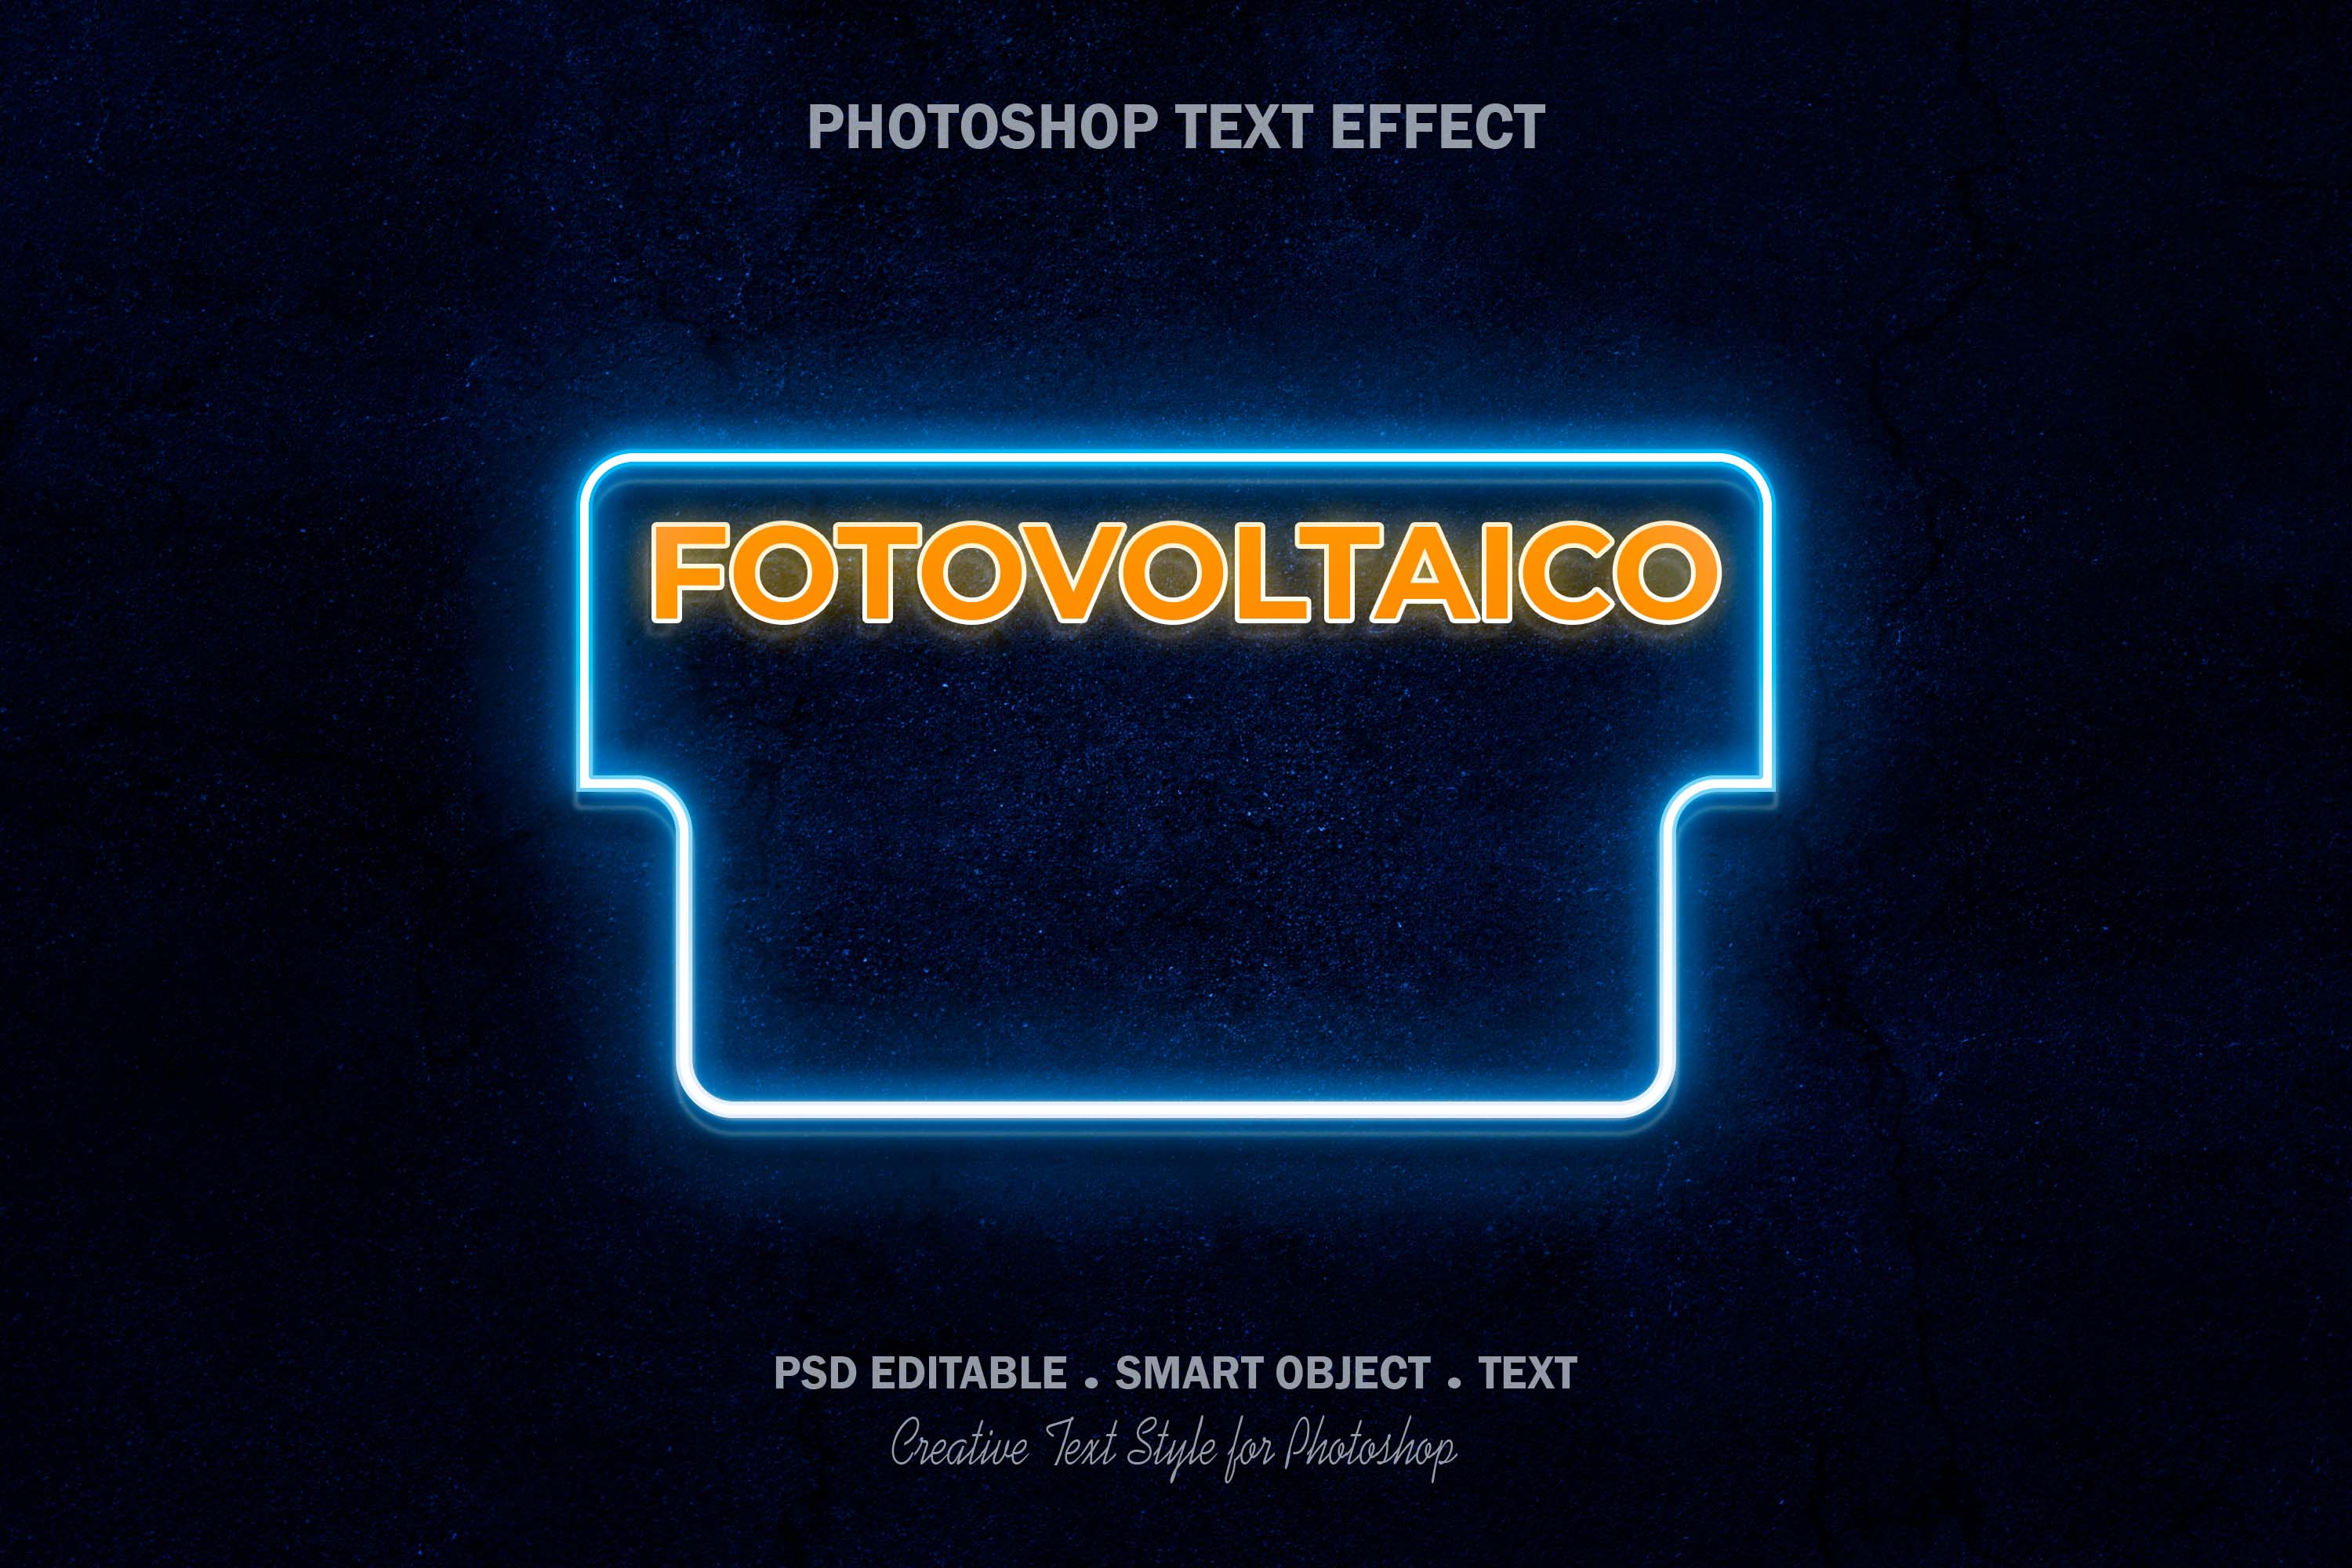 PHOTOSHOP TEXT EFFECT
FOTOVOLTAICO
PSD EDITABLE . SMART OBJECT . TEXT
Creative Text Style for Photoshop